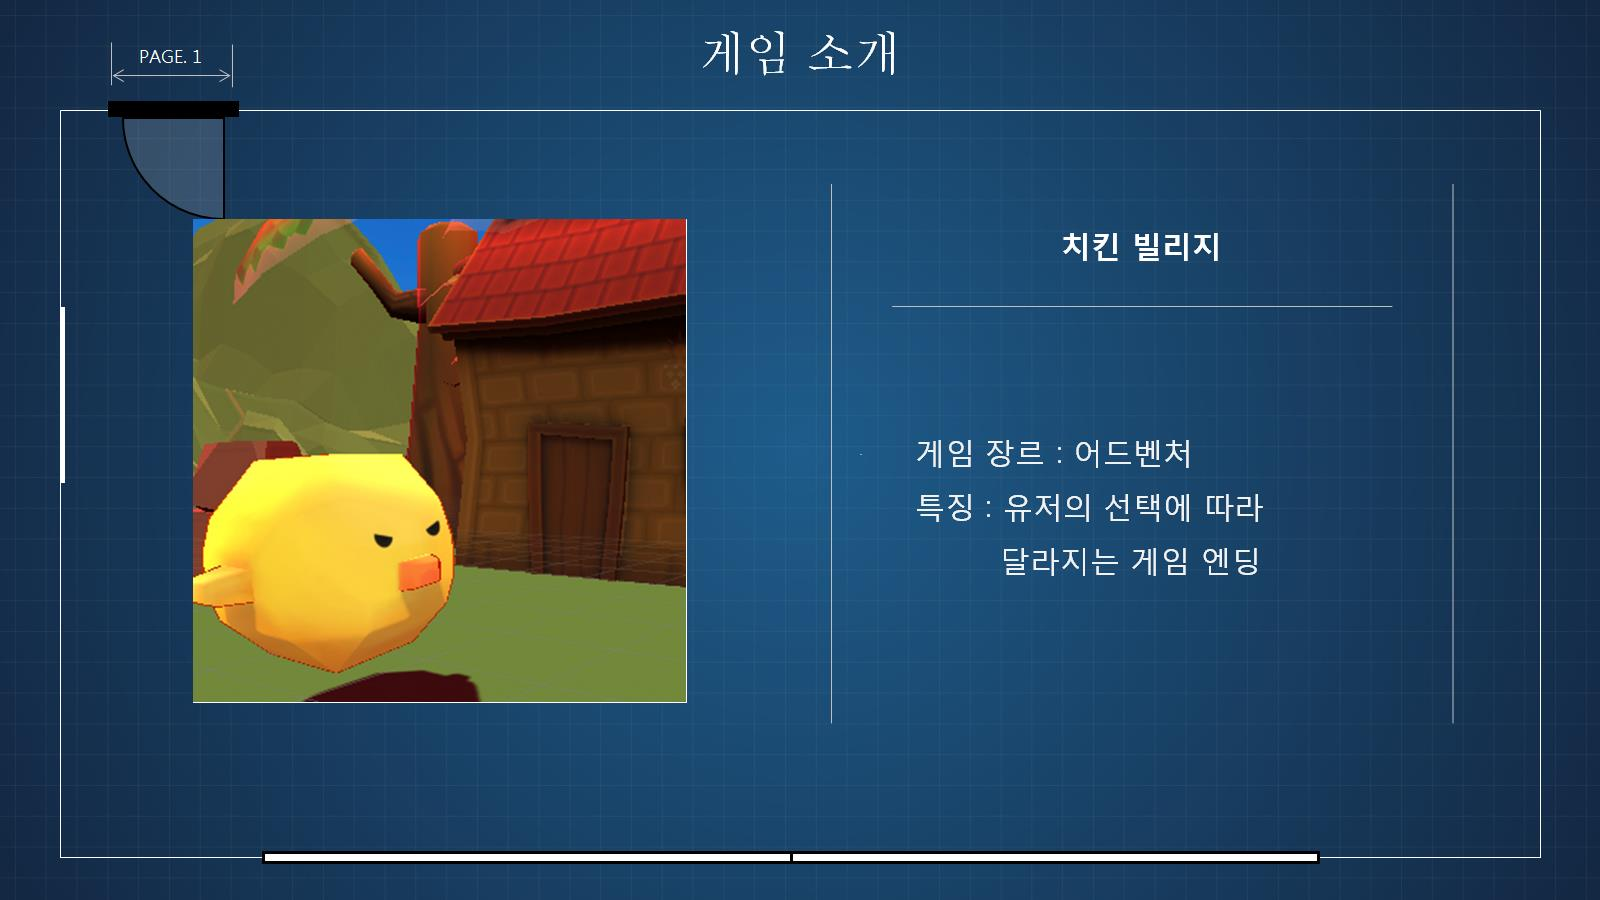 게임 소개
PAGE. 1
치킨 빌리지
게임 장르 : 어드벤처
특징 : 유저의 선택에 따라
달라지는 게임 엔딩